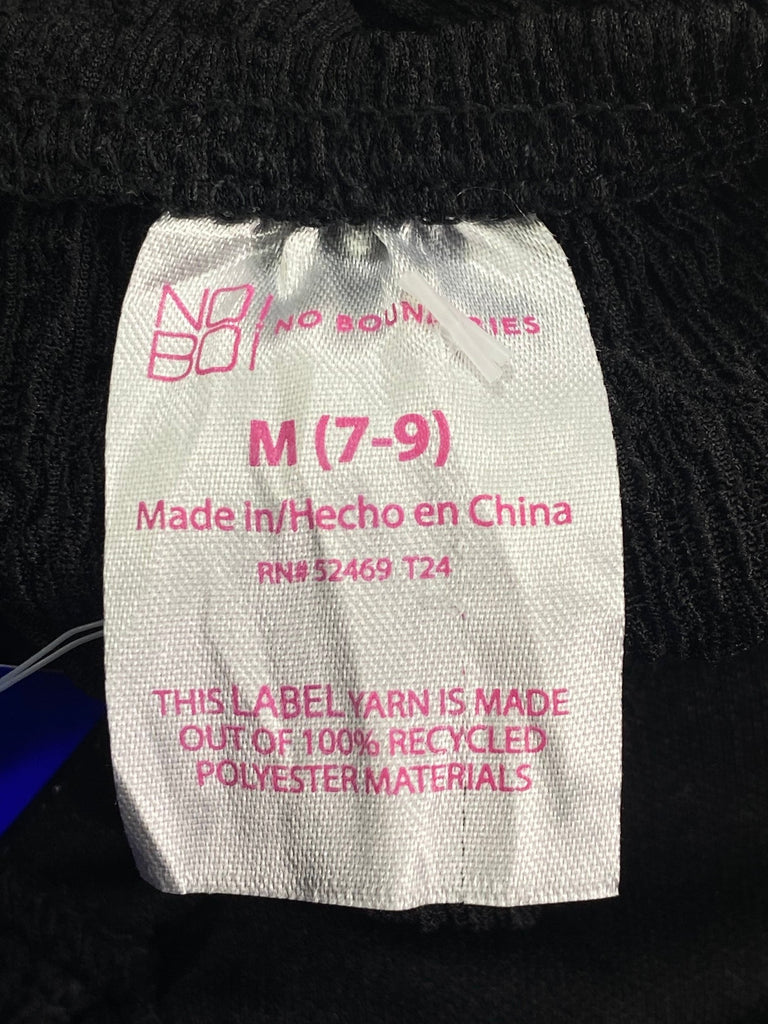 NO!
BO!
NO BOUNDARIES
M (7-9)
Made in/Hecho en China
RN# 52469 T24
THIS LABEL YARN IS MADE
OUT OF 100% RECYCLED
POLYESTER MATERIALS